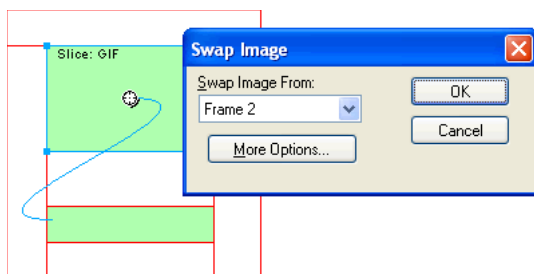 Slice: GIF
Swap Image
Swap Image From:
Frame 2
More Options...
OK
Cancel